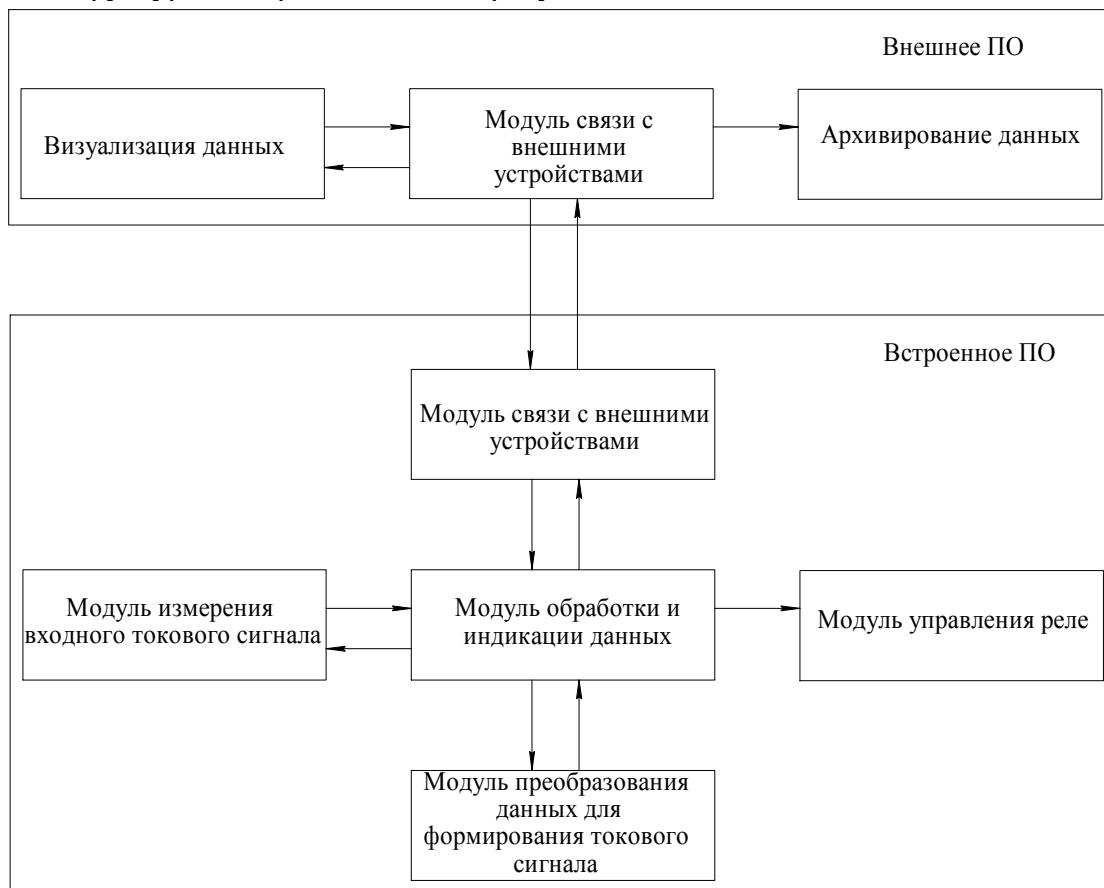 Внешнее ПО
Визуализация данных
Модуль связи с
внешними
устройствами
Архивирование данных
Встроенное ПО
Модуль связи с внешними
устройствами
Модуль измерения
входного токового сигнала
Модуль обработки и
индикации данных
Модуль управления реле
Модуль преобразования
данных для
формирования токового
сигнала